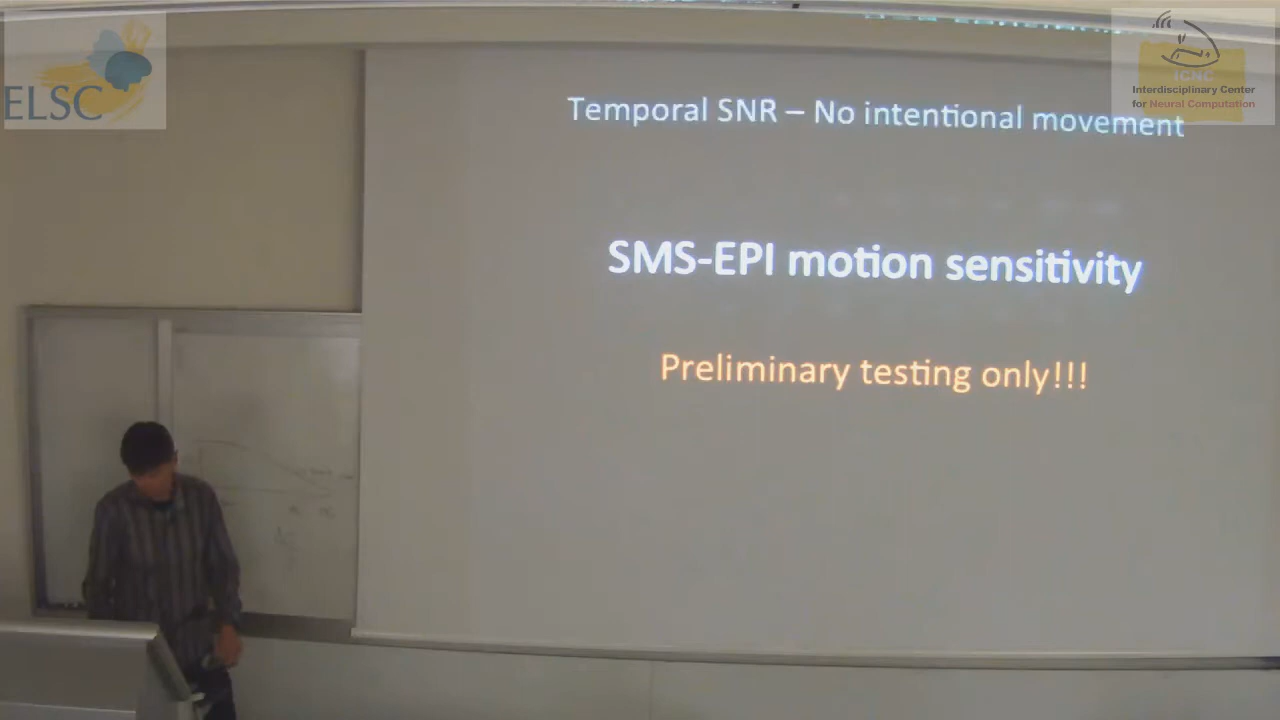 ELSC
ICNC
Interdisciplinary Center
for Neural Computation
Temporal SNR – No intentional movement
SMS-EPI motion sensitivity
Preliminary testing only!!!